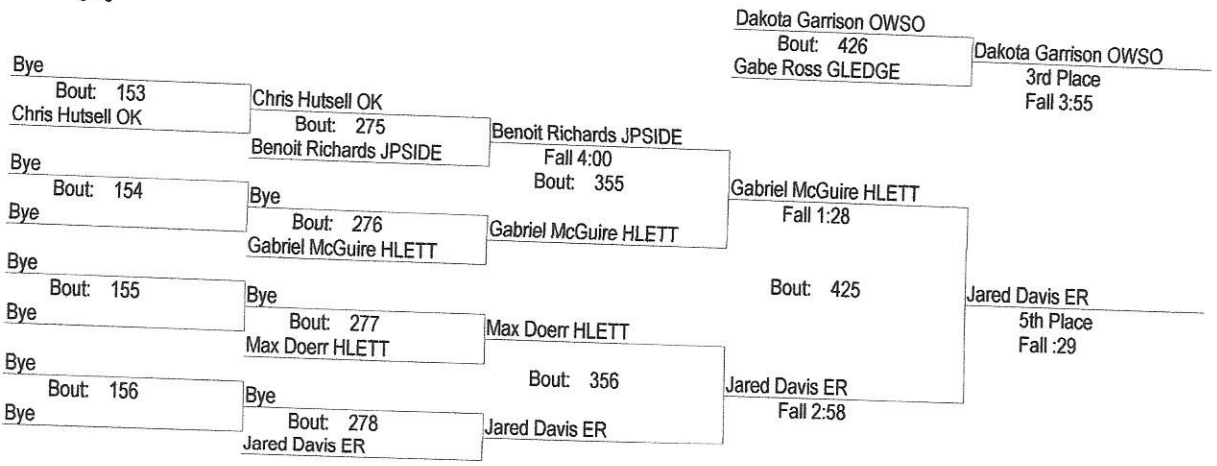 Dakota Garrison OWSO
Bout: 426
Gabe Ross GLEDGE
Dakota Garrison OWSO
3rd Place
Fall 3:55
Bye
Bout: 153
Chris Hutsell OK
Bye
Bout: 154
Bye
Bye
Bout: 155
Bye
Bye
Bout: 156
Bye
Chris Hutsell OK
Bout: 275
Benoit Richards JPSIDE
Bye
Bout: 276
Gabriel McGuire HLETT
Bye
Bout: 277
Max Doerr HLETT
Bye
Bout: 278
Jared Davis ER
Benoit Richards JPSIDE
Fall 4:00
Bout: 355
Gabriel McGuire HLETT
Max Doerr HLETT
Bout: 356
Jared Davis ER
Gabriel McGuire HLETT
Fall 1:28
Bout: 425
Jared Davis ER
Fall 2:58
Jared Davis ER
5th Place
Fall :29